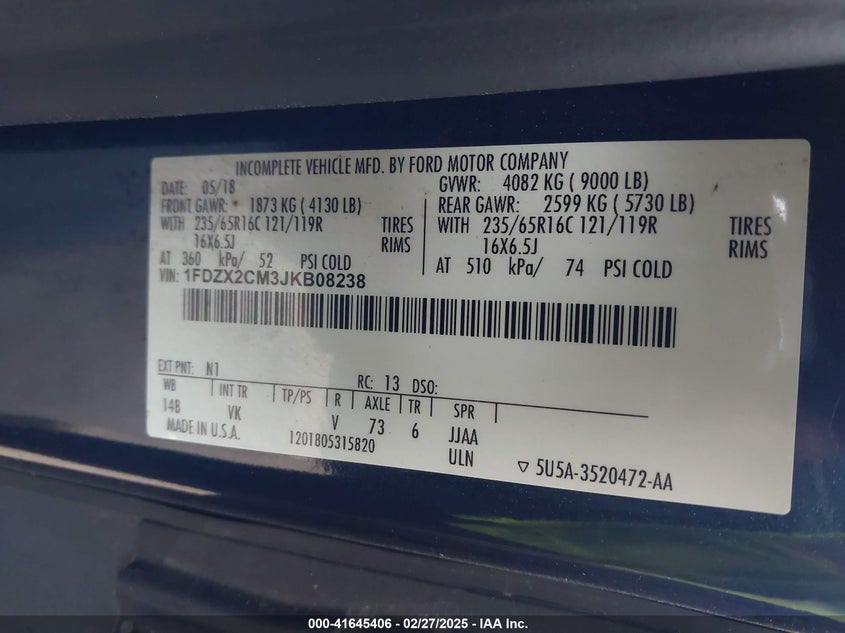 INCOMPLETE VEHICLE MFD. BY FORD MOTOR COMPANY
DATE: 05/18 GVWR: 4082 KG ( 9000 LB)
FRONT GAWR: * 1873 KG ( 4130 LB) REAR GAWR: 2599 KG ( 5730 LB)
WITH 235/65R16C 121/119R TIRES WITH 235/65R16C 121/119R TIRES
16X6.5J RIMS 16X6.5J RIMS
AT 360 kPa/ 52 PSI COLD AT 510 kPa/ 74 PSI COLD
VIN: 1FDZX2CM3JKB08238
EXT PNT: N1 RC: 13 DSO:
WB INT TR TP/PS R AXLE TR SPR
148 VK V 73 6 JJAA
MADE IN U.S.A. 1201805315820 ULN
▽ 5U5A-3520472-AA
000-41645406 - 02/27/2025 - IAA Inc.